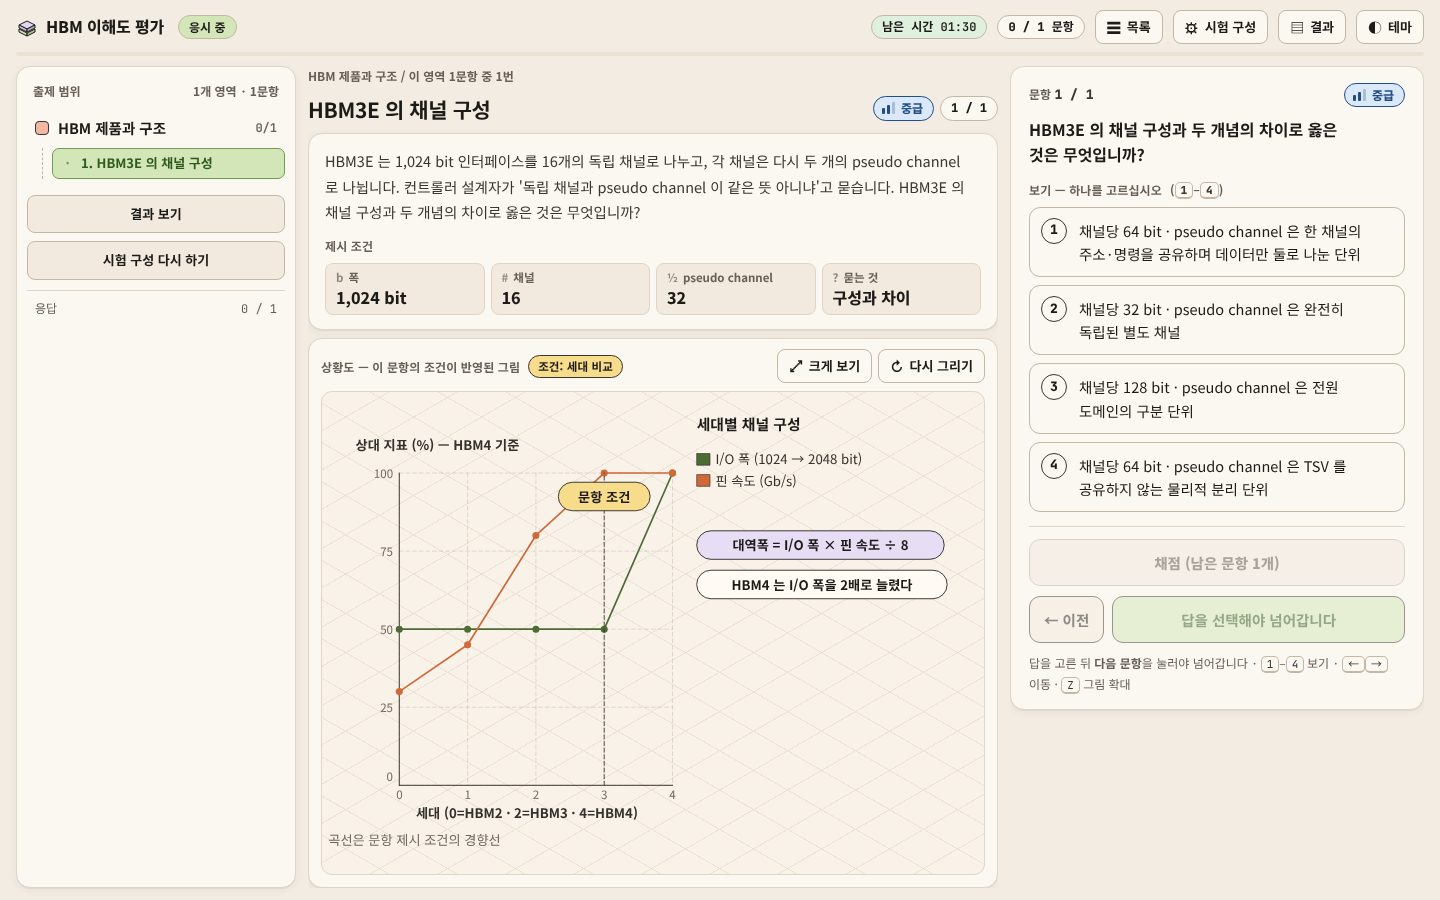 HBM 이해도 평가
응시 중
남은 시간 01:30
0 / 1 문항
목록
시험 구성
결과
테마
출제 범위
1개 영역 · 1문항
HBM 제품과 구조
0/1
· 1. HBM3E 의 채널 구성
결과 보기
시험 구성 다시 하기
응답
0 / 1
HBM 제품과 구조 / 이 영역 1문항 중 1번
HBM3E 의 채널 구성
중급
1 / 1
HBM3E 는 1,024 bit 인터페이스를 16개의 독립 채널로 나누고, 각 채널은 다시 두 개의 pseudo channel
로 나뉩니다. 컨트롤러 설계자가 '독립 채널과 pseudo channel 이 같은 뜻 아니냐'고 묻습니다. HBM3E 의
채널 구성과 두 개념의 차이로 옳은 것은 무엇입니까?
제시 조건
b 폭
1,024 bit
# 채널
16
½ pseudo channel
32
? 묻는 것
구성과 차이
상황도 — 이 문항의 조건이 반영된 그림
조건: 세대 비교
크게 보기
다시 그리기
상대 지표 (%) — HBM4 기준
100
75
50
25
0
0
1
2
3
4
문항 조건
세대 (0=HBM2 · 2=HBM3 · 4=HBM4)
곡선은 문항 제시 조건의 경향선
세대별 채널 구성
I/O 폭 (1024 → 2048 bit)
핀 속도 (Gb/s)
대역폭 = I/O 폭 × 핀 속도 ÷ 8
HBM4 는 I/O 폭을 2배로 늘렸다
문항 1 / 1
중급
HBM3E 의 채널 구성과 두 개념의 차이로 옳은
것은 무엇입니까?
보기 — 하나를 고르십시오 (1–4)
1 채널당 64 bit · pseudo channel 은 한 채널의
주소·명령을 공유하며 데이터만 둘로 나눈 단위
2 채널당 32 bit · pseudo channel 은 완전히
독립된 별도 채널
3 채널당 128 bit · pseudo channel 은 전원
도메인의 구분 단위
4 채널당 64 bit · pseudo channel 은 TSV 를
공유하지 않는 물리적 분리 단위
채점 (남은 문항 1개)
← 이전
답을 선택해야 넘어갑니다
답을 고른 뒤 다음 문항을 눌러야 넘어갑니다 · 1–4 보기 · ← →
이동 · Z 그림 확대